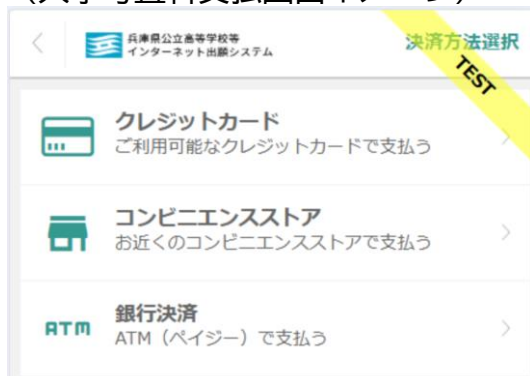 兵庫県公立高等学校等
インターネット出願システム
決済方法選択
TEST
クレジットカード
ご利用可能なクレジットカードで支払う
コンビニエンスストア
お近くのコンビニエンスストアで支払う
ATM
銀行決済
ATM（ペイジー）で支払う